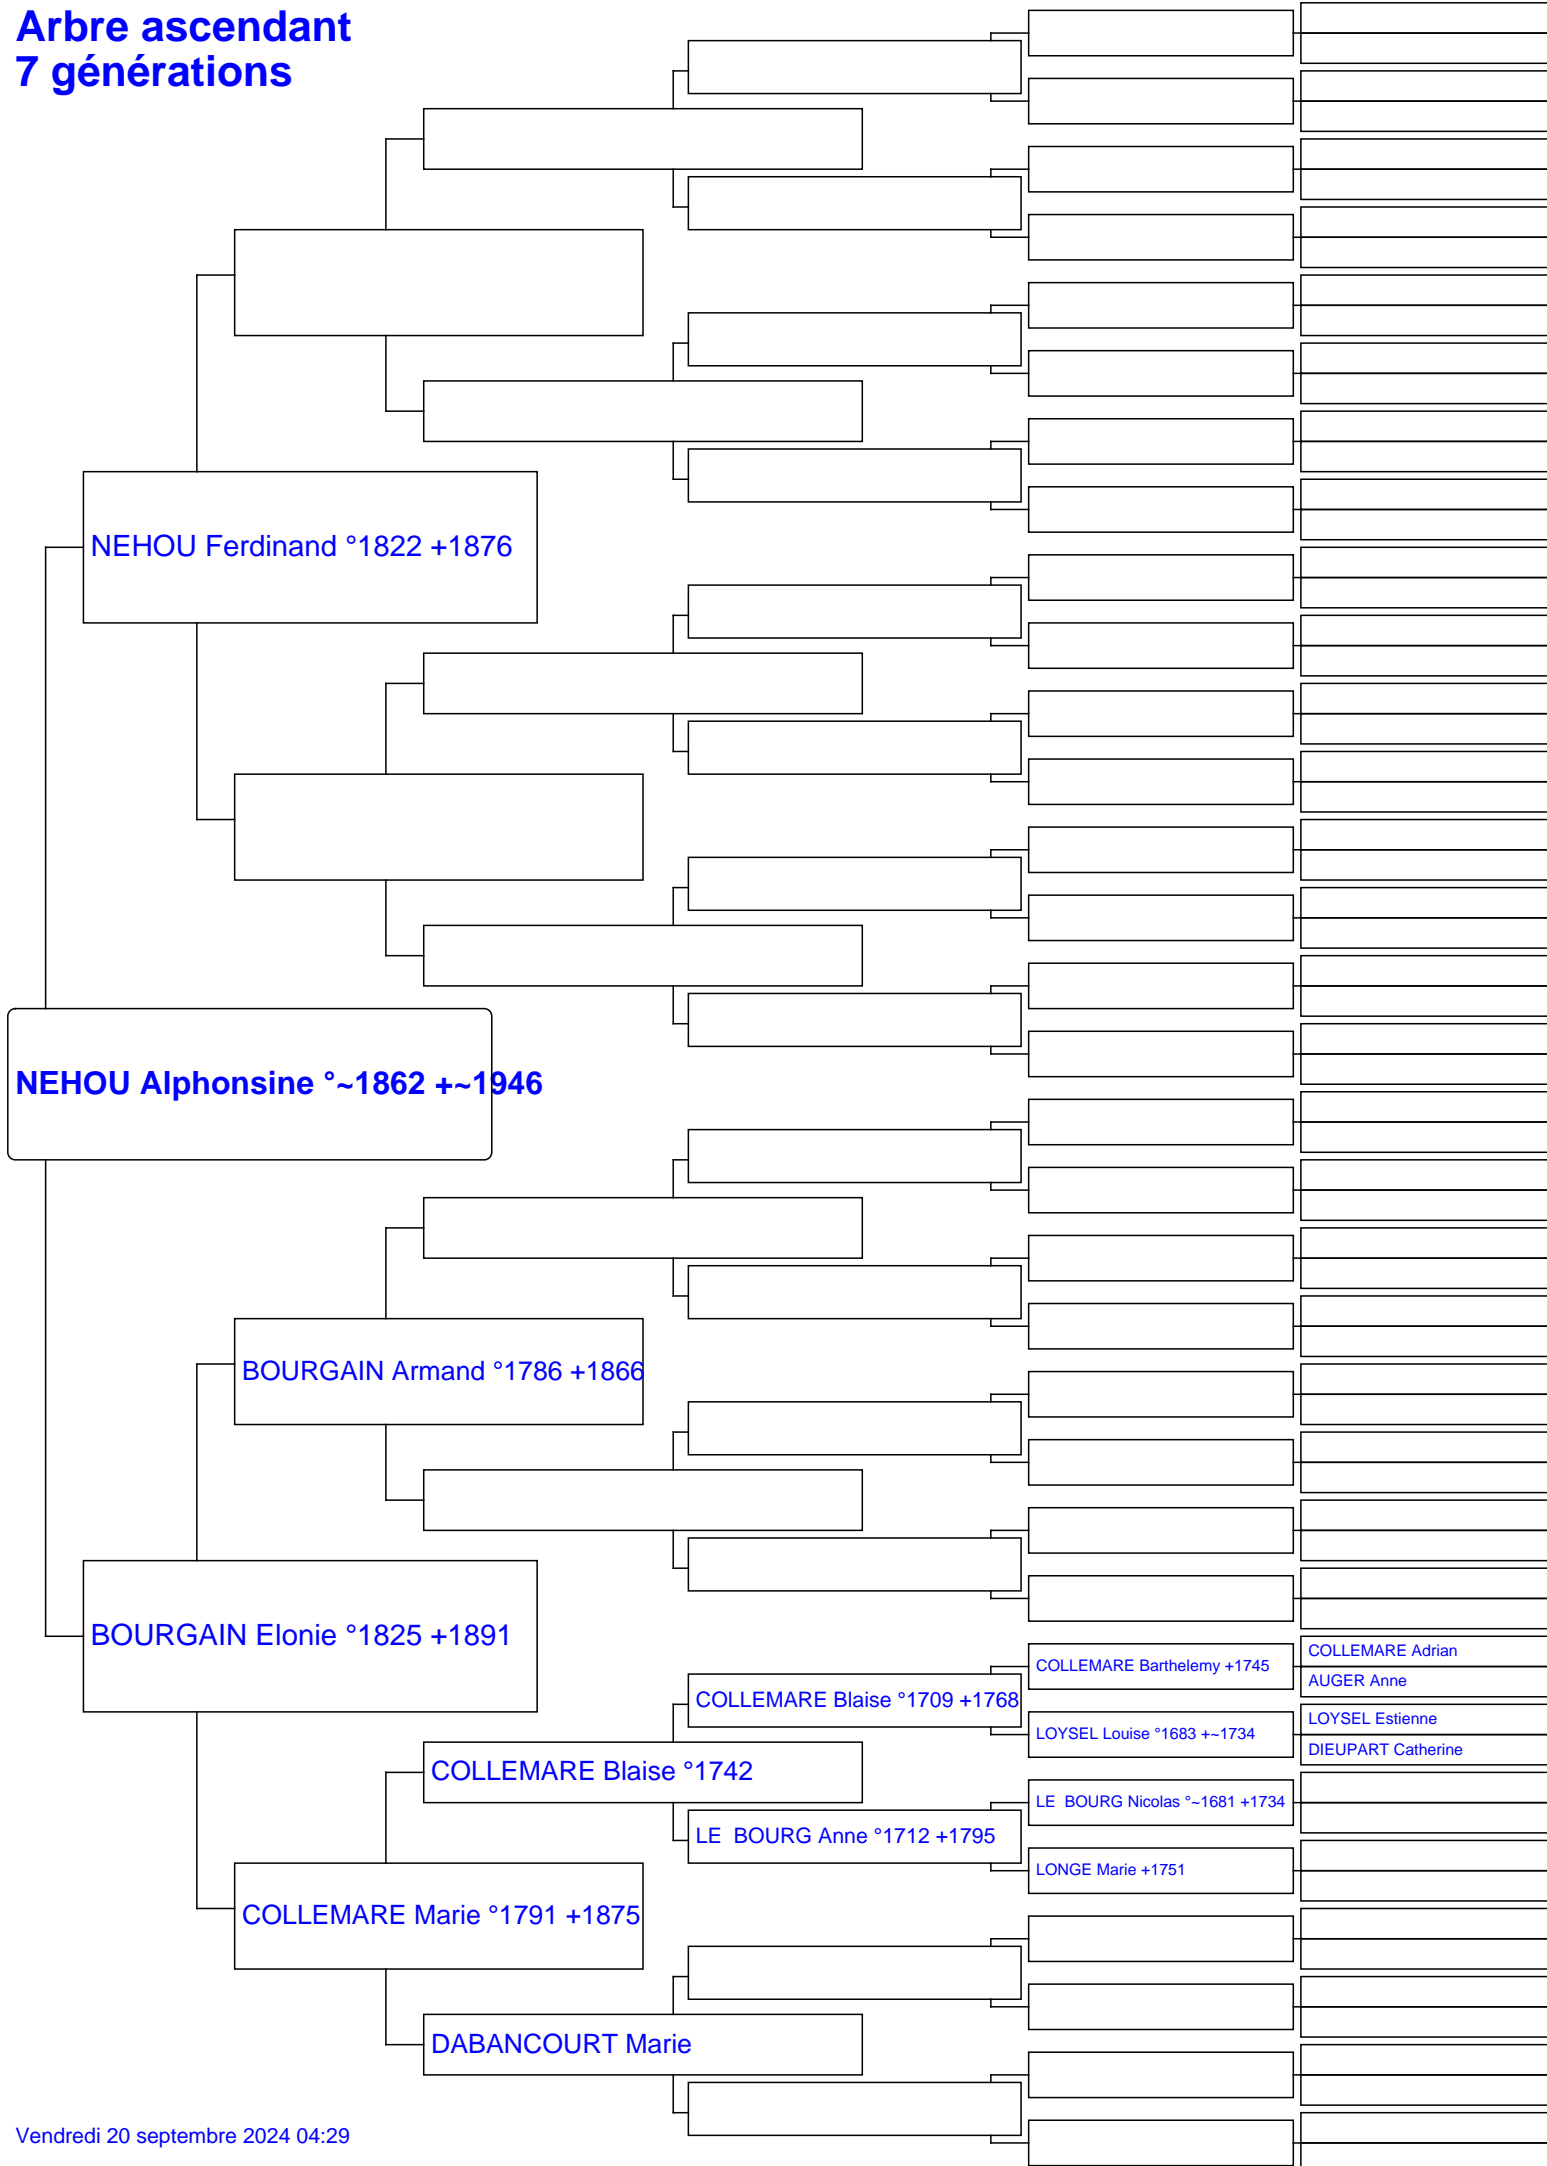 Arbre ascendant
7 générations
NEHOU Ferdinand °1822 +1876
NEHOU Alphonsine °~1862 +~1946
BOURGAIN Armand °1786 +1866
BOURGAIN Elonie °1825 +1891
COLLEMARE Adrian
COLLEMARE Barthelemy +1745
AUGER Anne
COLLEMARE Blaise °1709 +1768
LOYSEL Estienne
LOYSEL Louise °1683 +~1734
DIEUPART Catherine
COLLEMARE Blaise °1742
LE  BOURG Nicolas °~1681 +1734
LE  BOURG Anne °1712 +1795
LONGE Marie +1751
COLLEMARE Marie °1791 +1875
DABANCOURT Marie
Vendredi 20 septembre 2024 04:29